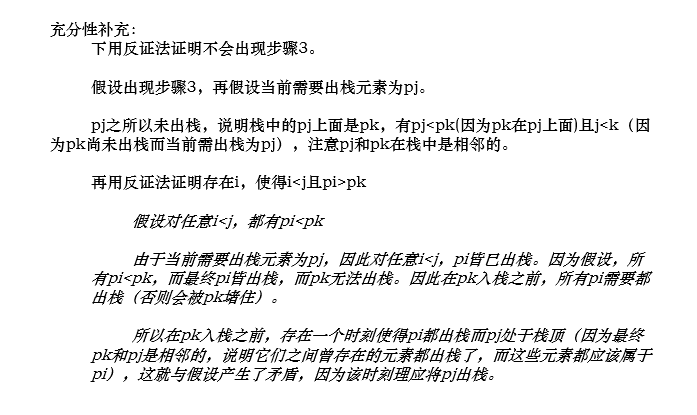 充分性补充：
下用反证法证明不会出现步骤3。
假设出现步骤3，再假设当前需要出栈元素为pj。
pj之所以未出栈，说明栈中的pj上面是pk，有pj<pk(因为pk在pj上面)且j<k（因
为pk尚未出栈而当前需出栈为pj），注意pj和pk在栈中是相邻的。
再用反证法证明存在i，使得i<j且pi>pk
假设对任意i<j，都有pi<pk
由于当前需要出栈元素为pj，因此对任意i<j，pi皆已出栈。因为假设，所
有pi<pk，而最终pi皆出栈，而pk无法出栈。因此在pk入栈之前，所有pi需要都
出栈（否则会被pk堵住）。
所以在pk入栈之前，存在一个时刻使得pi都出栈而pj处于栈顶（因为最终
pk和pj是相邻的，说明它们之间曾存在的元素都出栈了，而这些元素都应该属于
pi），这就与假设产生了矛盾，因为该时刻理应将pj出栈。